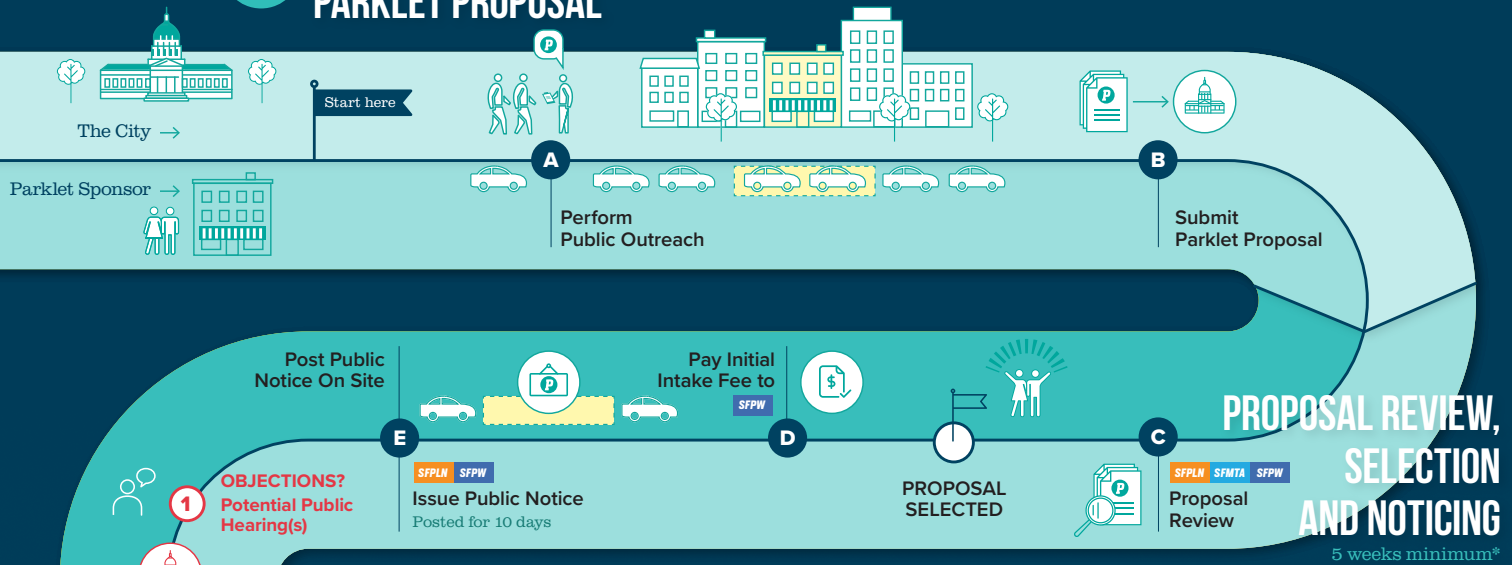 PARKLET PROPOSAL
P
Start here
The City →
Parklet Sponsor →
A
Perform
Public Outreach
P
B
Submit
Parklet Proposal
PROPOSAL REVIEW,
SELECTION
AND NOTICING
5 weeks minimum*
C
SFPLN SFMTA SFPW
Proposal
Review
P
PROPOSAL
SELECTED
D
Pay Initial
Intake Fee to
SFPW
$
P
E
Post Public
Notice On Site
SFPLN SFPW
Issue Public Notice
Posted for 10 days
1
OBJECTIONS?
Potential Public
Hearing(s)